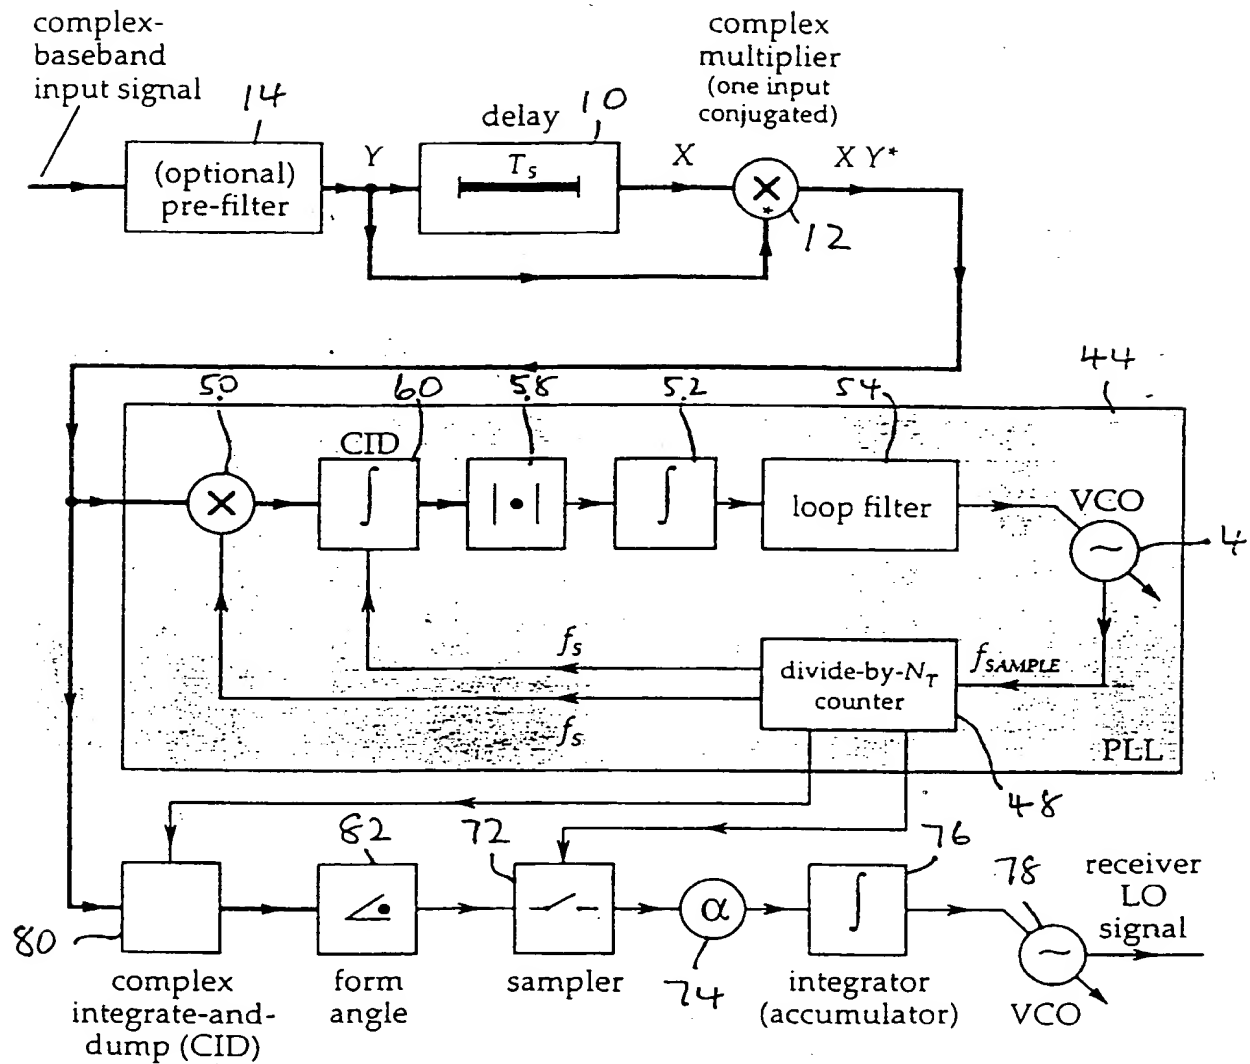 complex-
baseband
input signal
14
(optional)
pre-filter
Y
delay
10
Ts
X
complex
multiplier
(one input
conjugated)
×
*
12
X Y*
44
50
60
58
52
54
CID
×
∫
|•|
∫
loop filter
VCO
~
4
fs
fs
divide-by-NT
counter
fSAMPLE
PLL
48
80
complex
integrate-and-
dump (CID)
82
form
angle
72
sampler
α
74
76
∫
integrator
(accumulator)
78
~
VCO
receiver
LO
signal